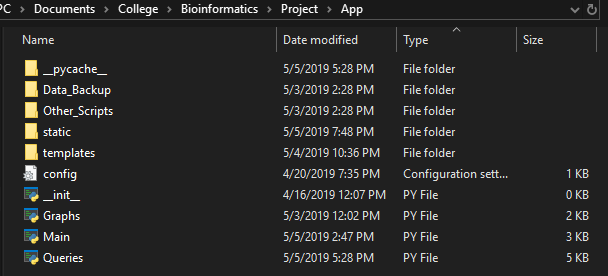 PC > Documents > College > Bioinformatics > Project > App
Name Date modified Type Size
__pycache__ 5/5/2019 5:28 PM File folder
Data_Backup 5/3/2019 2:28 PM File folder
Other_Scripts 5/3/2019 2:28 PM File folder
static 5/5/2019 7:48 PM File folder
templates 5/4/2019 10:36 PM File folder
config 4/20/2019 7:35 PM Configuration sett... 1 KB
__init__ 4/16/2019 12:07 PM PY File 0 KB
Graphs 5/3/2019 12:02 PM PY File 2 KB
Main 5/5/2019 2:47 PM PY File 3 KB
Queries 5/5/2019 5:28 PM PY File 5 KB